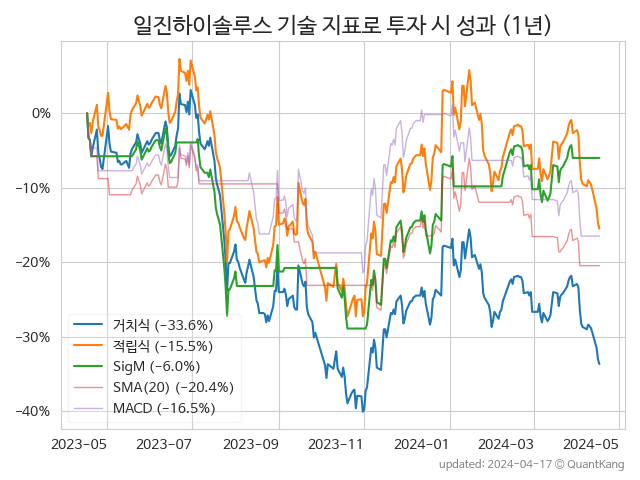 일진하이솔루스 기술 지표로 투자 시 성과 (1년)
0%
−10%
−20%
−30%
−40%
거치식 (−33.6%)
적립식 (−15.5%)
SigM (−6.0%)
SMA(20) (−20.4%)
MACD (−16.5%)
2023-05 2023-07 2023-09 2023-11 2024-01 2024-03 2024-05
updated: 2024-04-17 ⓒ QuantKang